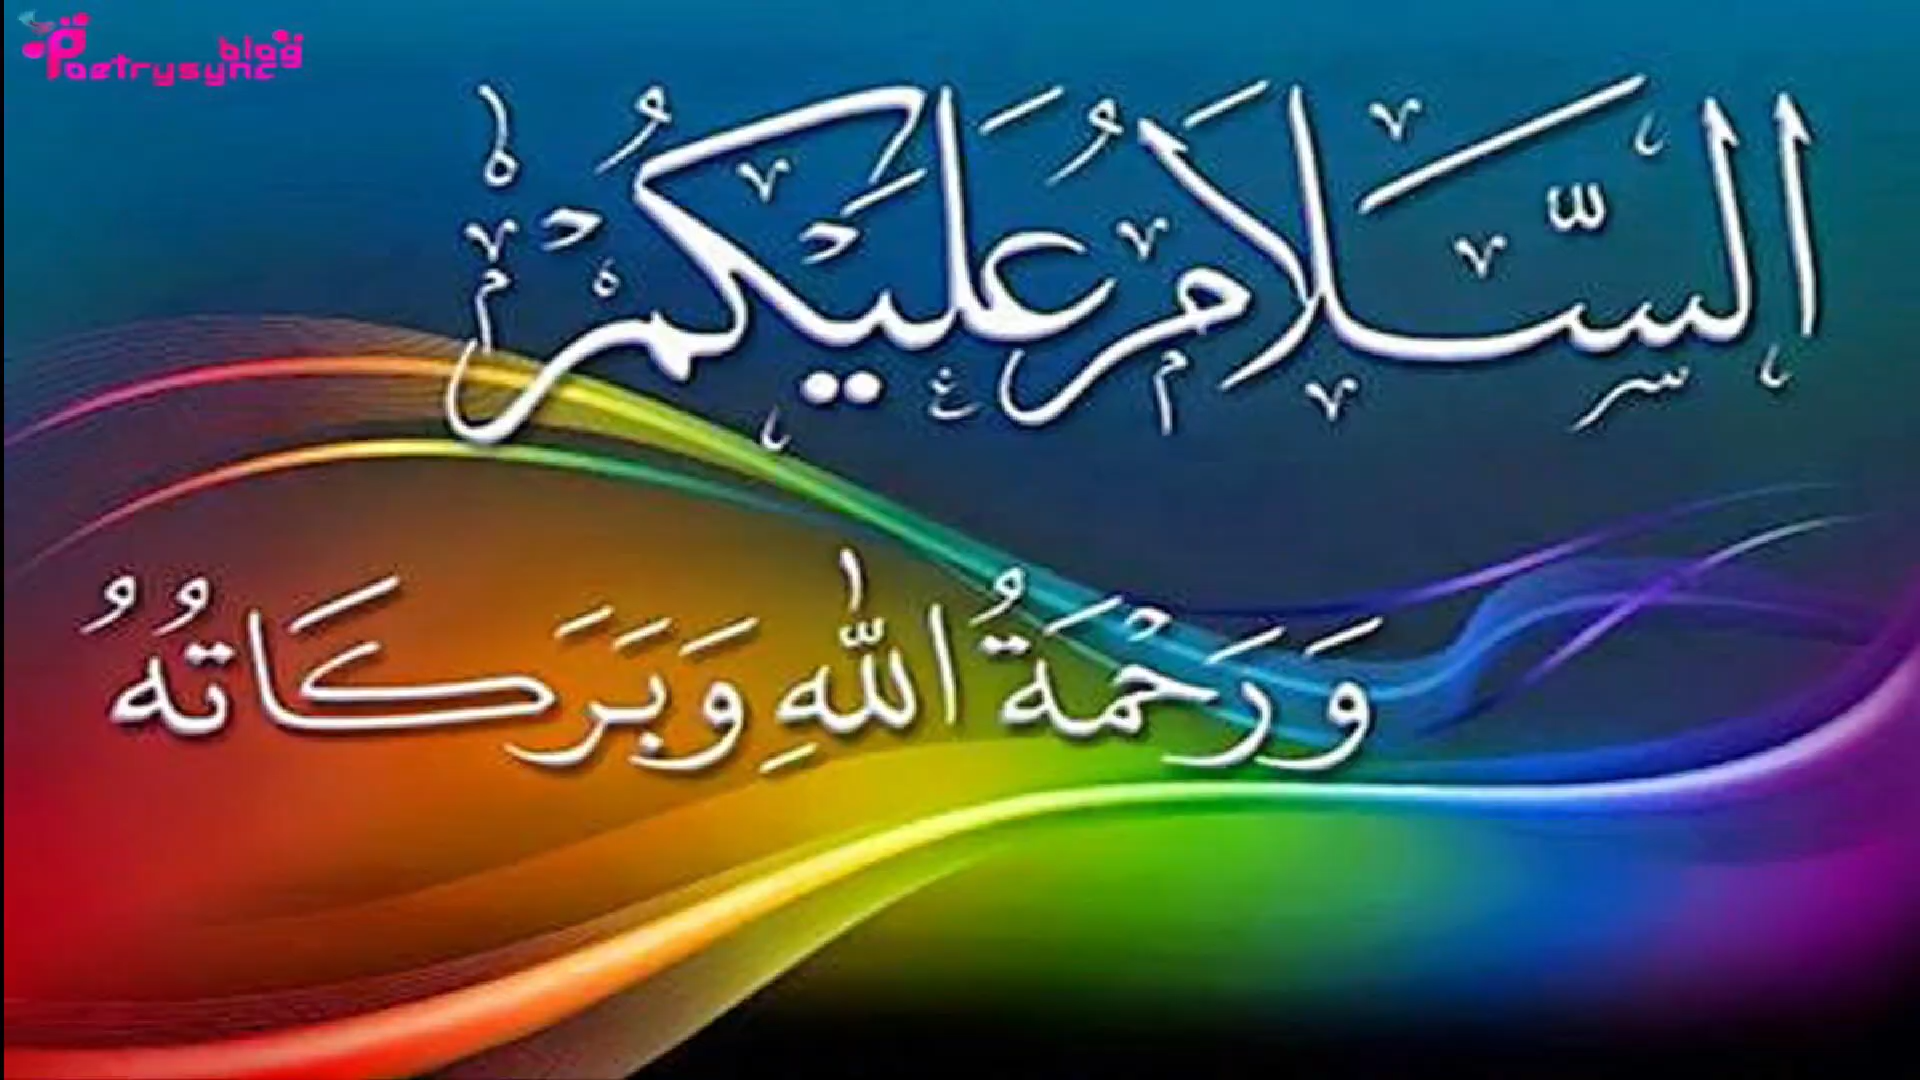 Poetrysync blog
السَّلَامُ عَلَيْكُمْ
وَرَحْمَةُ اللهِ وَبَرَكَاتُهُ